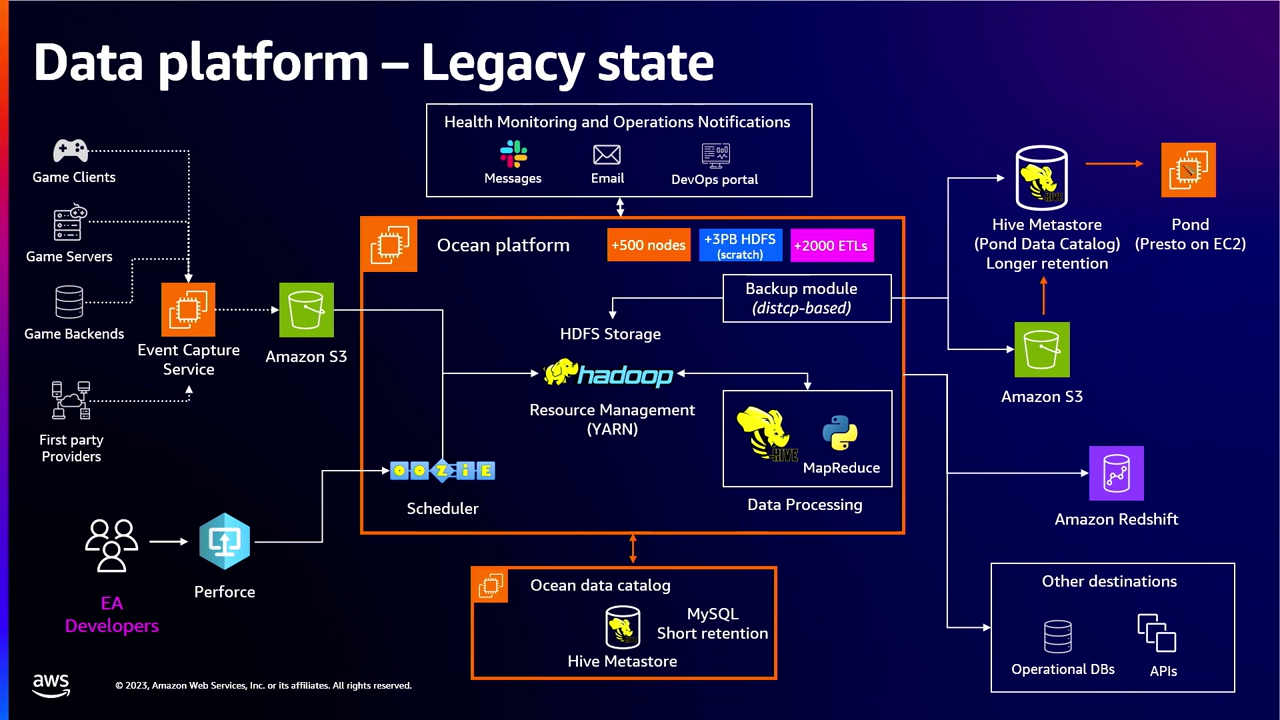 Data platform – Legacy state
Health Monitoring and Operations Notifications
Messages
Email
DevOps portal
Game Clients
Game Servers
Game Backends
First party
Providers
Event Capture
Service
Amazon S3
EA
Developers
Perforce
Ocean platform
+500 nodes
+3PB HDFS
(scratch)
+2000 ETLs
Backup module
(distcp-based)
HDFS Storage
hadoop
Resource Management
(YARN)
HIVE
MapReduce
Data Processing
OOZIE
Scheduler
Ocean data catalog
MySQL
Short retention
Hive Metastore
HIVE
Hive Metastore
(Pond Data Catalog)
Longer retention
Pond
(Presto on EC2)
Amazon S3
Amazon Redshift
Other destinations
Operational DBs
APIs
aws
© 2023, Amazon Web Services, Inc. or its affiliates. All rights reserved.